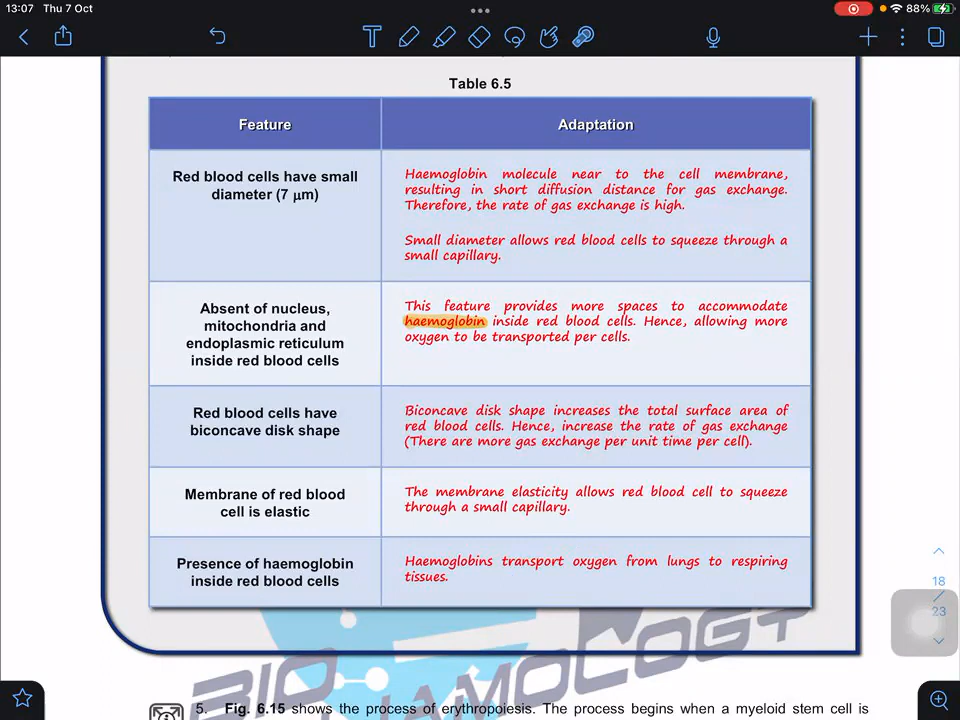 13:07 Thu 7 Oct
88%
Table 6.5
Feature
Adaptation
Red blood cells have small
diameter (7 µm)
Haemoglobin molecule near to the cell membrane,
resulting in short diffusion distance for gas exchange.
Therefore, the rate of gas exchange is high.
Small diameter allows red blood cells to squeeze through a
small capillary.
Absent of nucleus,
mitochondria and
endoplasmic reticulum
inside red blood cells
This feature provides more spaces to accommodate
haemoglobin inside red blood cells. Hence, allowing more
oxygen to be transported per cells.
Red blood cells have
biconcave disk shape
Biconcave disk shape increases the total surface area of
red blood cells. Hence, increase the rate of gas exchange
(There are more gas exchange per unit time per cell).
Membrane of red blood
cell is elastic
The membrane elasticity allows red blood cell to squeeze
through a small capillary.
Presence of haemoglobin
inside red blood cells
Haemoglobins transport oxygen from lungs to respiring
tissues.
18
/
23
5. Fig. 6.15 shows the process of erythropoiesis. The process begins when a myeloid stem cell is